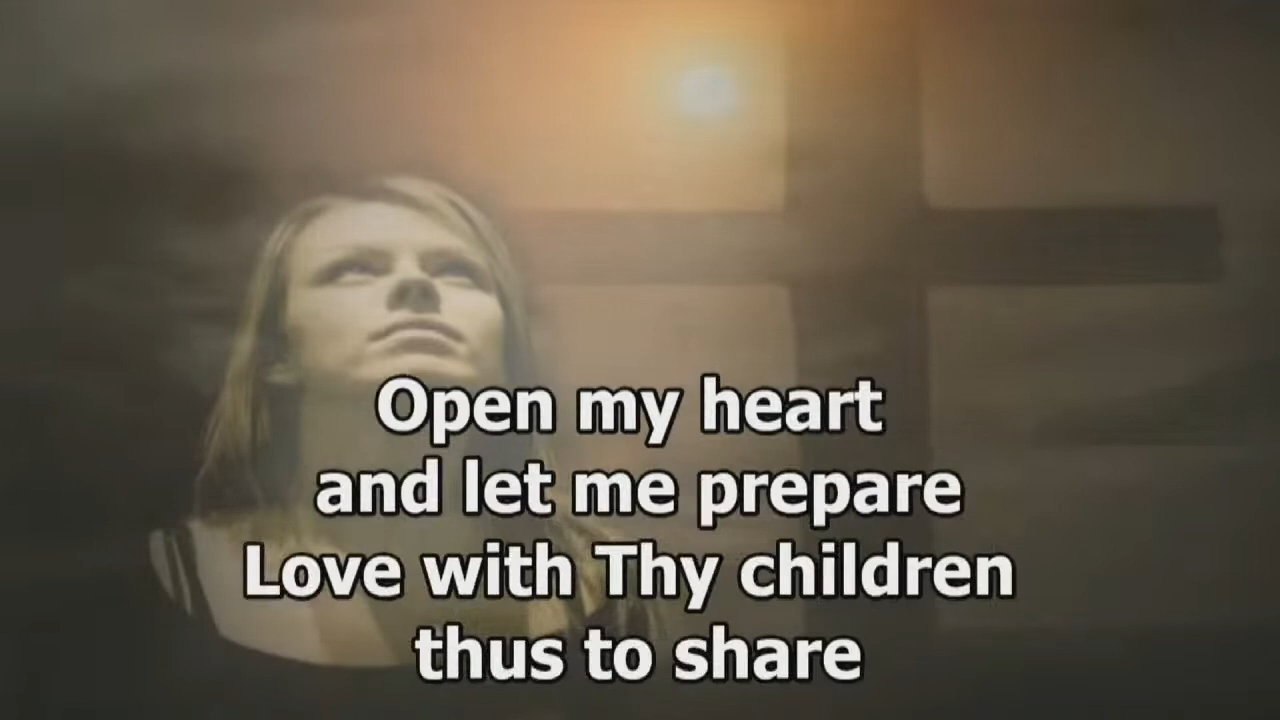 Open my heart
and let me prepare
Love with Thy children
thus to share